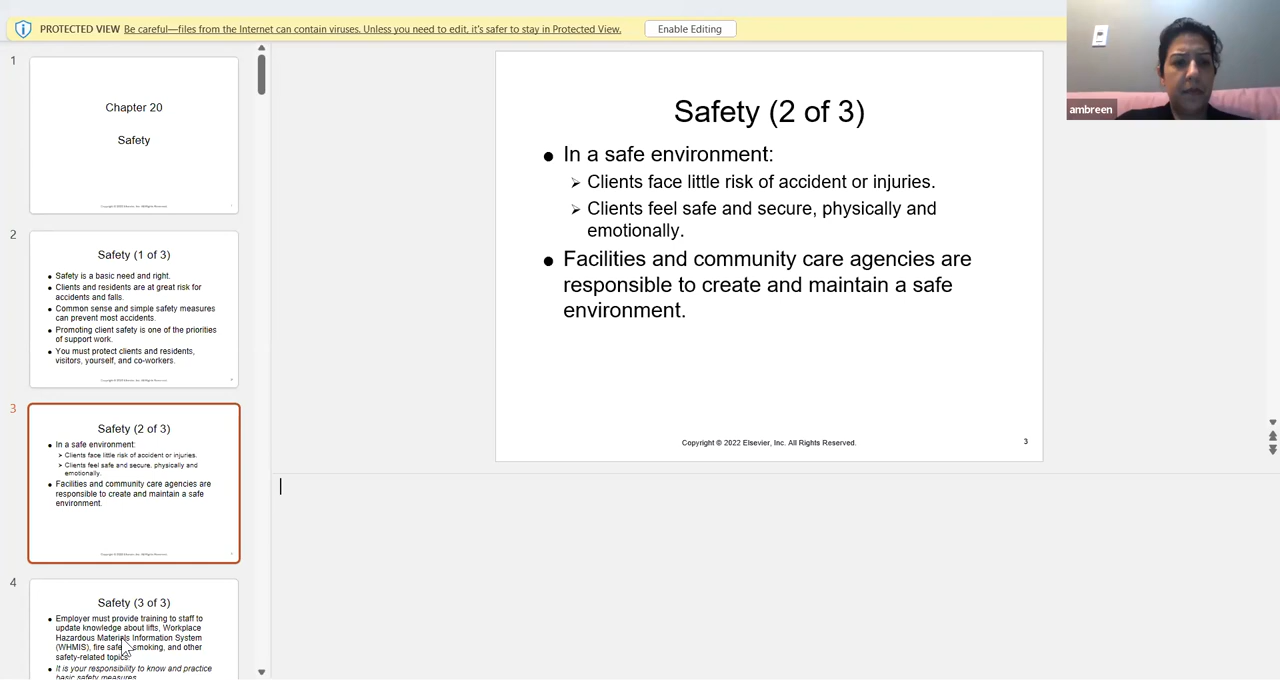 PROTECTED VIEW Be careful—files from the Internet can contain viruses. Unless you need to edit, it's safer to stay in Protected View. Enable Editing
ambreen
1
Chapter 20
Safety
2
Safety (1 of 3)
● Safety is a basic need and right.
● Clients and residents are at great risk for
accidents and falls.
● Common sense and simple safety measures
can prevent most accidents.
● Promoting client safety is one of the priorities
of support work.
● You must protect clients and residents,
visitors, yourself, and co-workers.
3
Safety (2 of 3)
● In a safe environment:
➢ Clients face little risk of accident or injuries.
➢ Clients feel safe and secure, physically and
emotionally.
● Facilities and community care agencies are
responsible to create and maintain a safe
environment.
4
Safety (3 of 3)
● Employer must provide training to staff to
update knowledge about lifts, Workplace
Hazardous Materials Information System
(WHMIS), fire safe smoking, and other
safety-related topics.
● It is your responsibility to know and practice
basic safety measures
Safety (2 of 3)
● In a safe environment:
➢ Clients face little risk of accident or injuries.
➢ Clients feel safe and secure, physically and
emotionally.
● Facilities and community care agencies are
responsible to create and maintain a safe
environment.
Copyright © 2022 Elsevier, Inc. All Rights Reserved.
3